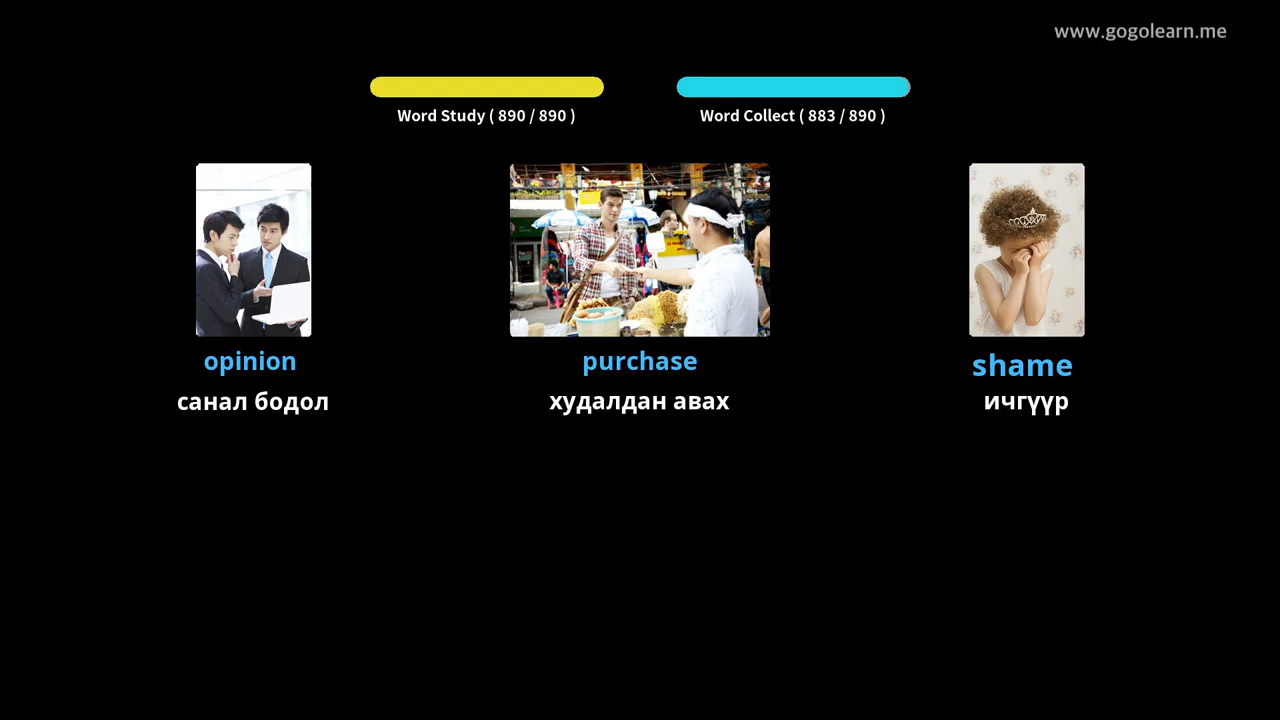 www.gogolearn.me
Word Study ( 890 / 890 )
Word Collect ( 883 / 890 )
opinion
purchase
shame
санал бодол
худалдан авах
ичгүүр